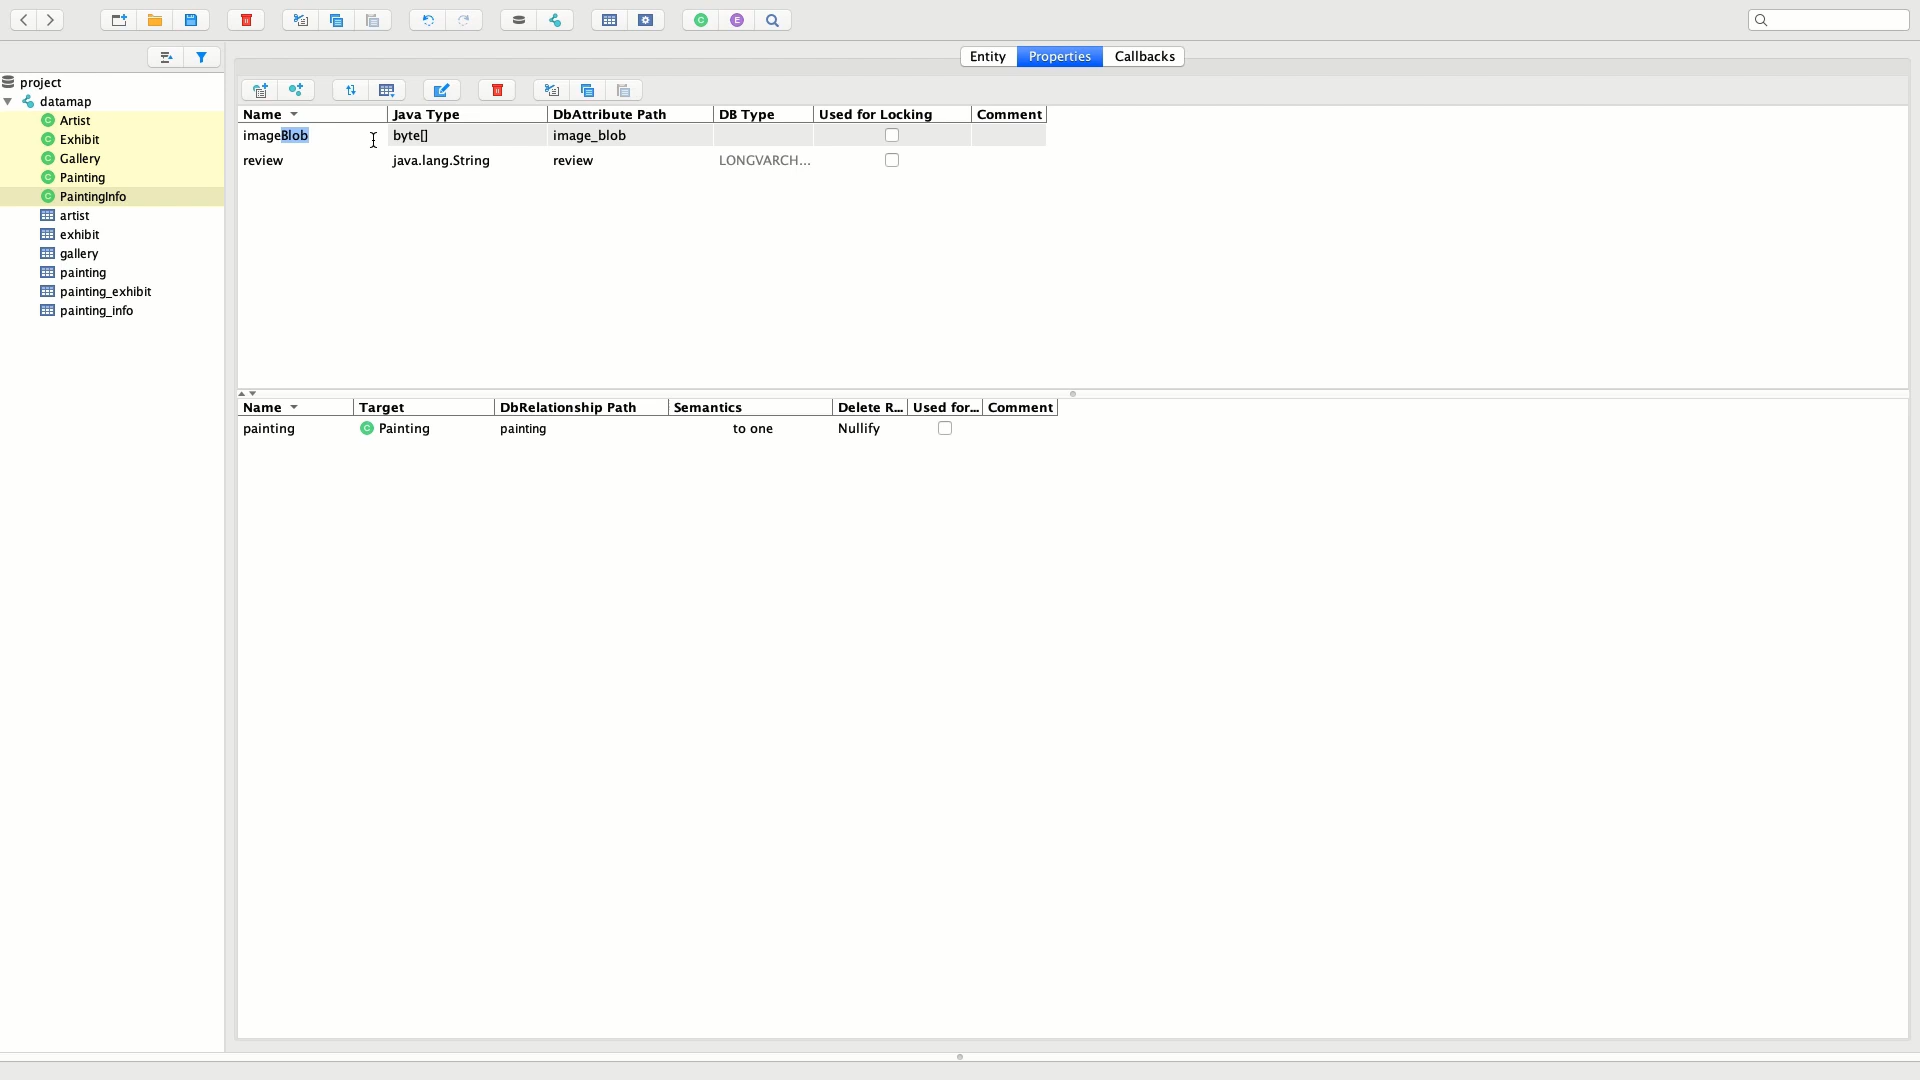 Entity Properties Callbacks
project
datamap
Artist
Exhibit
Gallery
Painting
PaintingInfo
artist
exhibit
gallery
painting
painting_exhibit
painting_info
Name Java Type DbAttribute Path DB Type Used for Locking Comment
imageBlob byte[] image_blob
review java.lang.String review LONGVARCH...
Name Target DbRelationship Path Semantics Delete R... Used for... Comment
painting C Painting painting to one Nullify